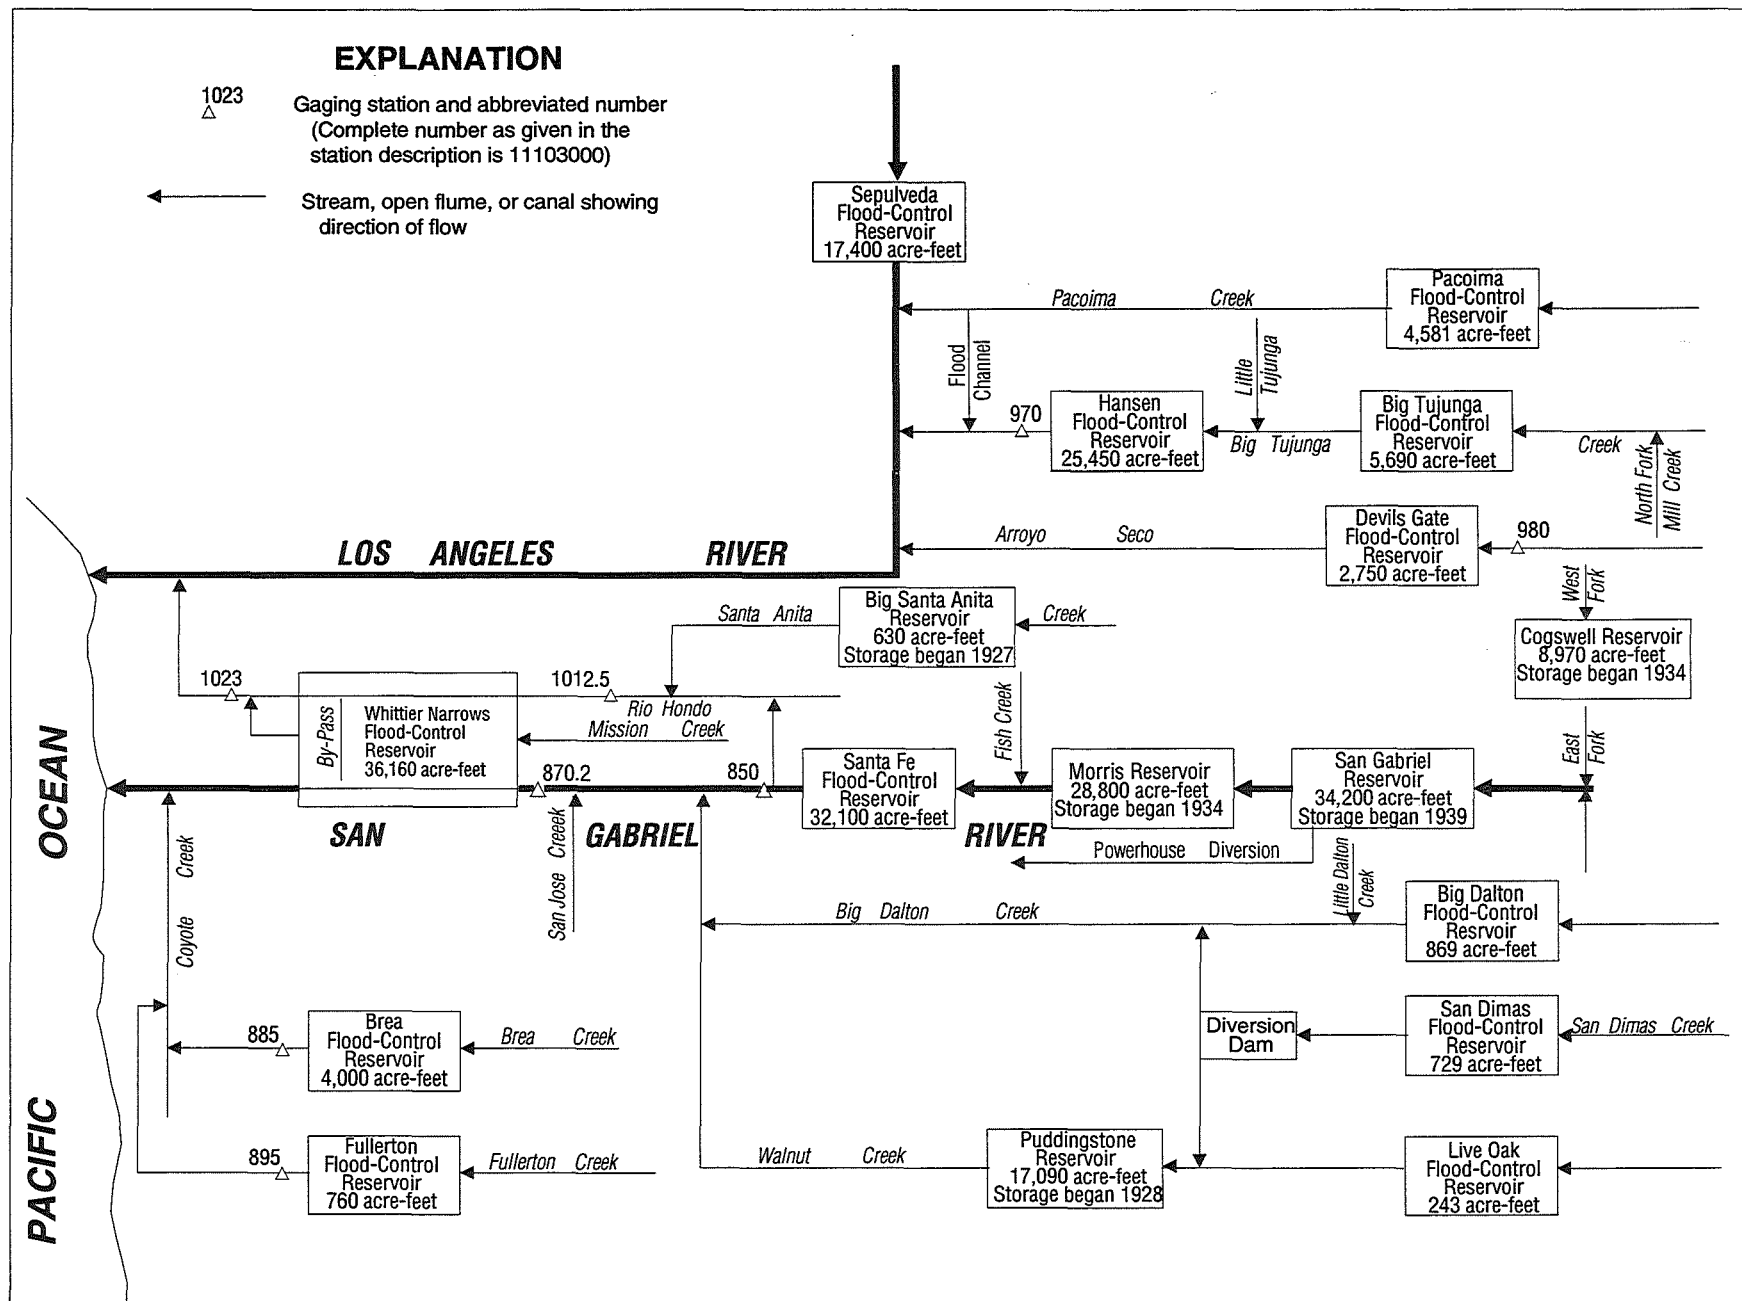 EXPLANATION
1023
Gaging station and abbreviated number
(Complete number as given in the
station description is 11103000)
Stream, open flume, or canal showing
direction of flow
Sepulveda
Flood-Control
Reservoir
17,400 acre-feet
Pacoima Creek
Pacoima
Flood-Control
Reservoir
4,581 acre-feet
Flood
Channel
Little
Tujunga
970
Hansen
Flood-Control
Reservoir
25,450 acre-feet
Big Tujunga
Big Tujunga
Flood-Control
Reservoir
5,690 acre-feet
Creek
North Fork
Mill Creek
LOS ANGELES RIVER
Arroyo Seco
Devils Gate
Flood-Control
Reservoir
2,750 acre-feet
980
West
Fork
Santa Anita
Big Santa Anita
Reservoir
630 acre-feet
Storage began 1927
Creek
Cogswell Reservoir
8,970 acre-feet
Storage began 1934
1023
1012.5
Rio Hondo
Mission Creek
By-Pass
Whittier Narrows
Flood-Control
Reservoir
36,160 acre-feet
Fish Creek
East
Fork
870.2
850
Santa Fe
Flood-Control
Reservoir
32,100 acre-feet
Morris Reservoir
28,800 acre-feet
Storage began 1934
San Gabriel
Reservoir
34,200 acre-feet
Storage began 1939
SAN GABRIEL RIVER
Powerhouse Diversion
Little Dalton
Creek
San Jose Creeek
Coyote Creek
Big Dalton Creek
Big Dalton
Flood-Control
Resrvoir
869 acre-feet
885
Brea
Flood-Control
Reservoir
4,000 acre-feet
Brea Creek
Diversion
Dam
San Dimas
Flood-Control
Reservoir
729 acre-feet
San Dimas Creek
895
Fullerton
Flood-Control
Reservoir
760 acre-feet
Fullerton Creek
Walnut Creek
Puddingstone
Reservoir
17,090 acre-feet
Storage began 1928
Live Oak
Flood-Control
Reservoir
243 acre-feet
PACIFIC OCEAN